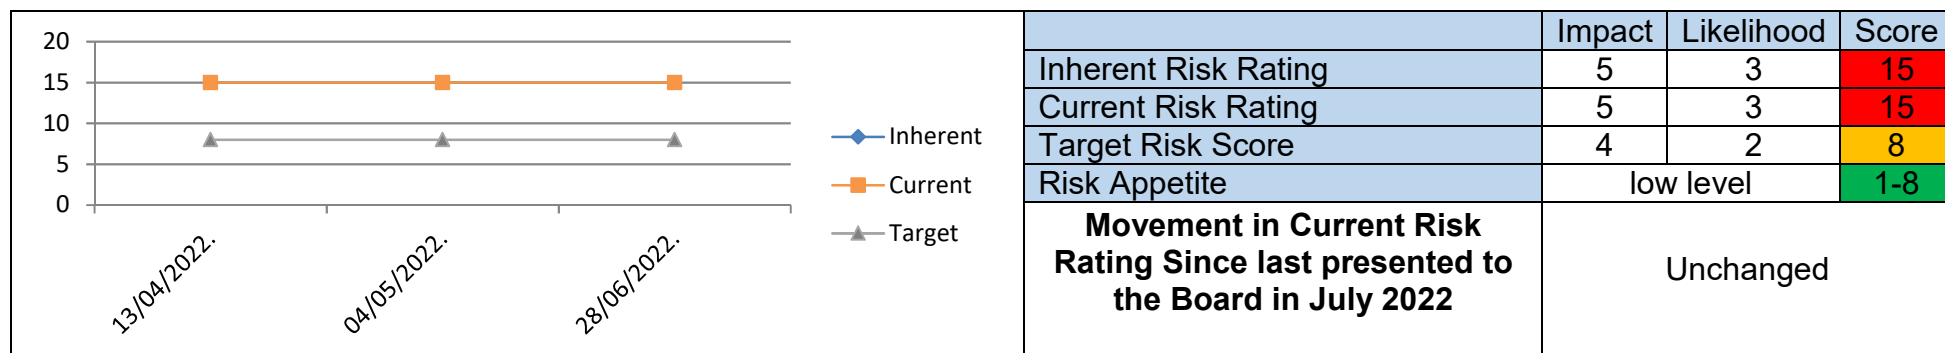 20
15
10
5
0
13/04/2022.
04/05/2022.
28/06/2022.
Inherent
Current
Target
Impact Likelihood Score
Inherent Risk Rating 5 3 15
Current Risk Rating 5 3 15
Target Risk Score 4 2 8
Risk Appetite low level 1-8
Movement in Current Risk
Rating Since last presented to
the Board in July 2022
Unchanged